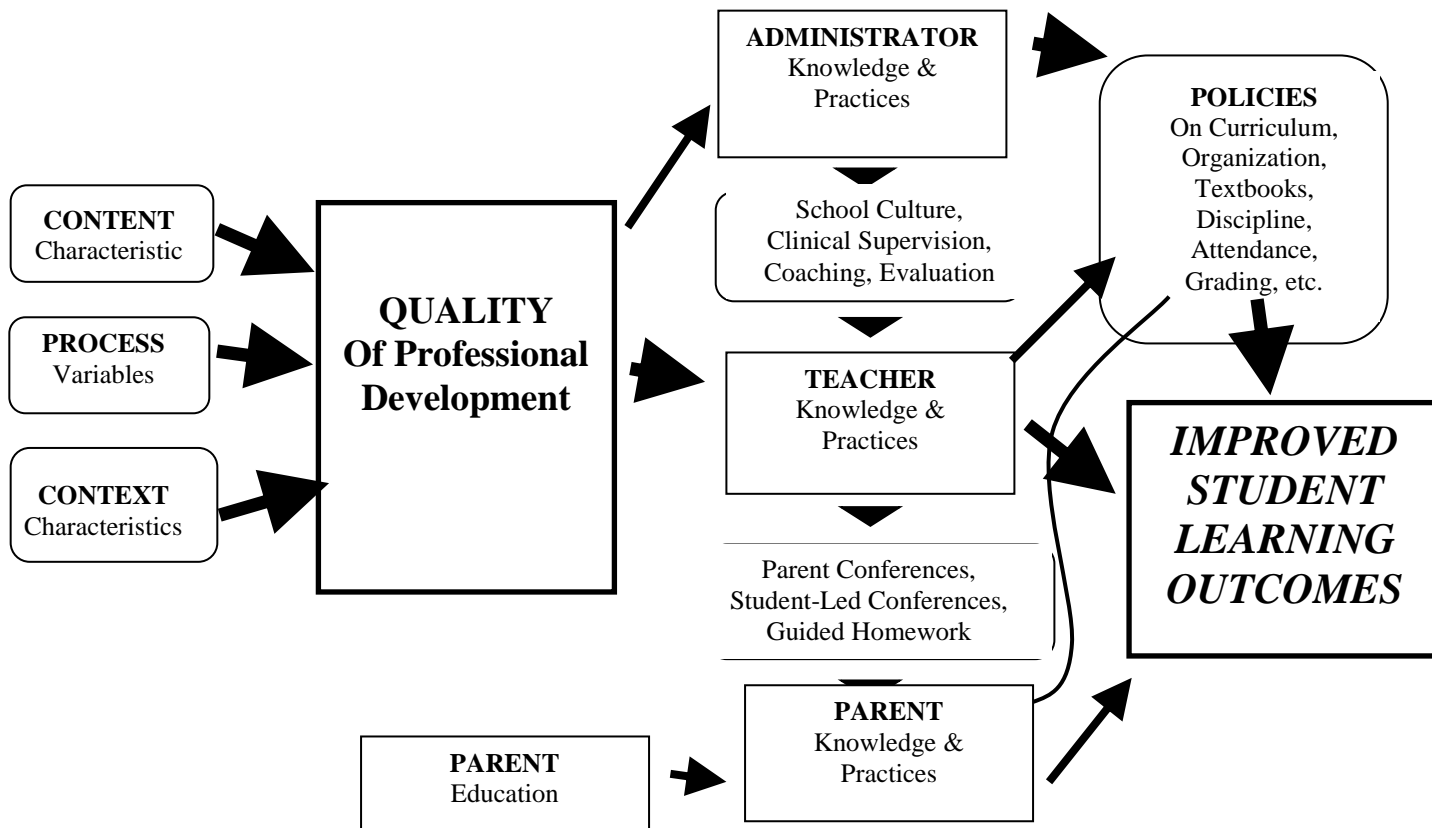 CONTENT
Characteristic
PROCESS
Variables
CONTEXT
Characteristics
QUALITY
Of Professional
Development
ADMINISTRATOR
Knowledge &
Practices
School Culture,
Clinical Supervision,
Coaching, Evaluation
TEACHER
Knowledge &
Practices
Parent Conferences,
Student-Led Conferences,
Guided Homework
PARENT
Education
PARENT
Knowledge &
Practices
POLICIES
On Curriculum,
Organization,
Textbooks,
Discipline,
Attendance,
Grading, etc.
IMPROVED
STUDENT
LEARNING
OUTCOMES